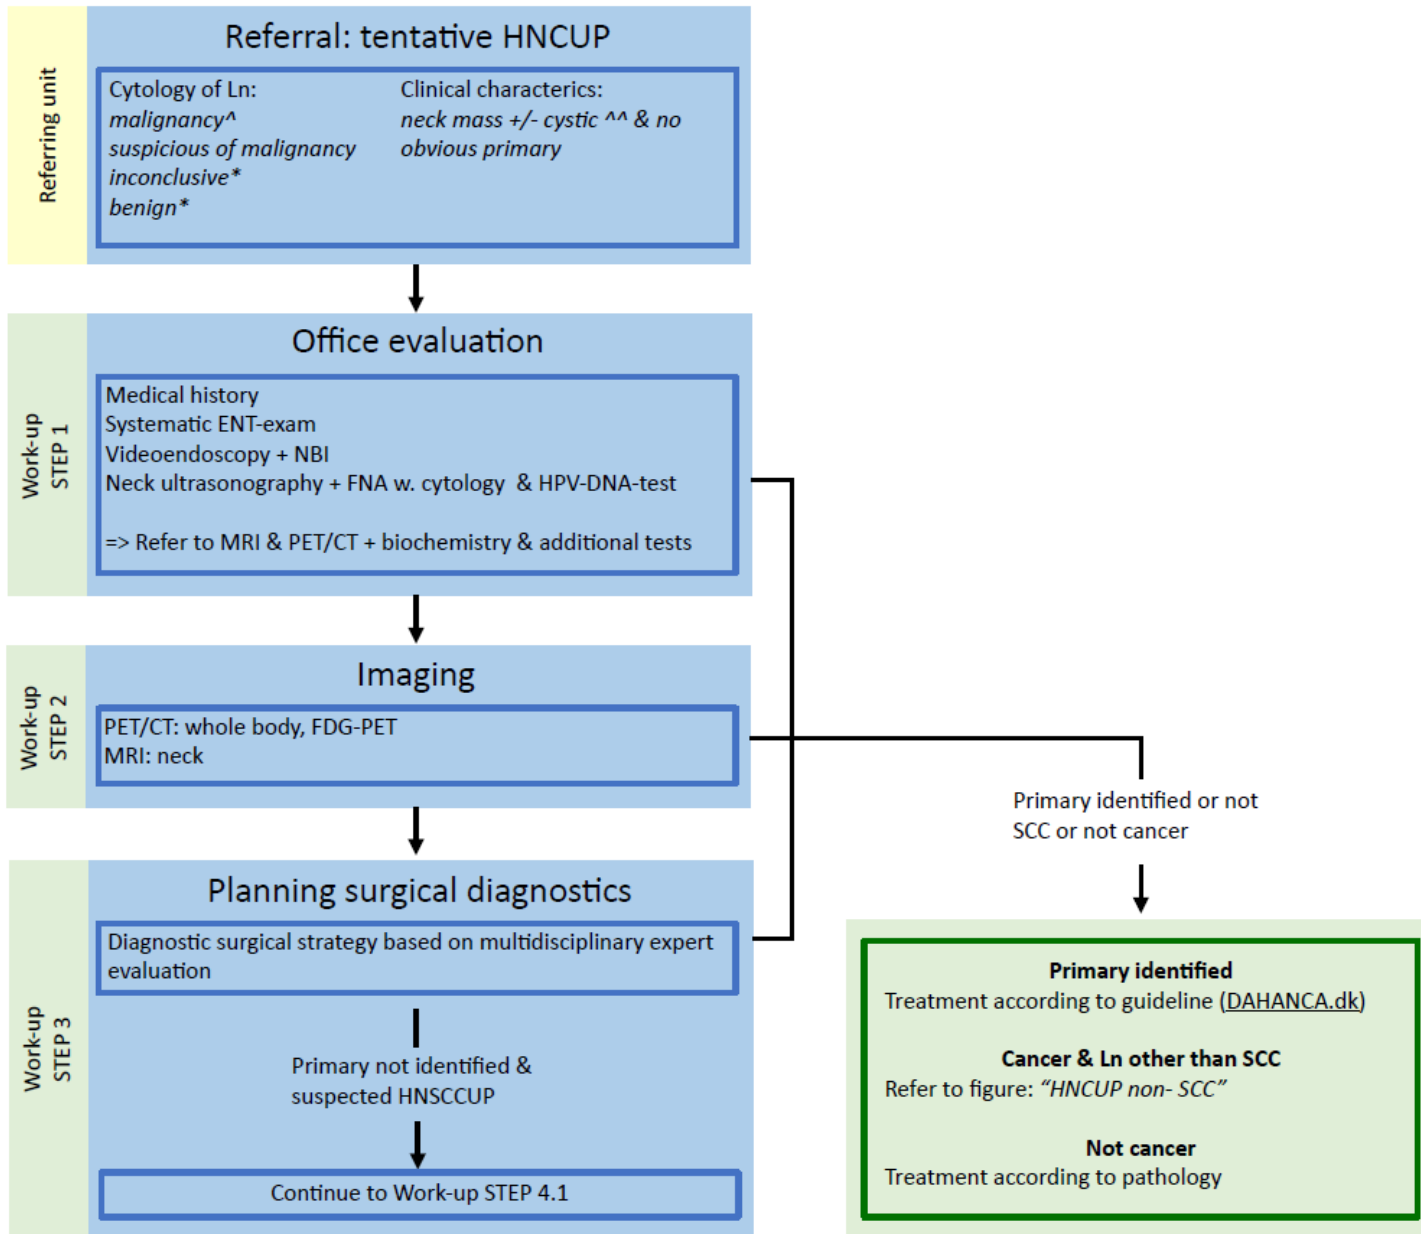 Referring unit
Referral: tentative HNCUP
Cytology of Ln:
malignancy^
suspicious of malignancy
inconclusive*
benign*
Clinical characterics:
neck mass +/- cystic ^^ & no
obvious primary
Work-up
STEP 1
Office evaluation
Medical history
Systematic ENT-exam
Videoendoscopy + NBI
Neck ultrasonography + FNA w. cytology & HPV-DNA-test
=> Refer to MRI & PET/CT + biochemistry & additional tests
Work-up
STEP 2
Imaging
PET/CT: whole body, FDG-PET
MRI: neck
Work-up
STEP 3
Planning surgical diagnostics
Diagnostic surgical strategy based on multidisciplinary expert
evaluation
Primary not identified &
suspected HNSCCUP
Continue to Work-up STEP 4.1
Primary identified or not
SCC or not cancer
Primary identified
Treatment according to guideline (DAHANCA.dk)
Cancer & Ln other than SCC
Refer to figure: “HNCUP non- SCC”
Not cancer
Treatment according to pathology